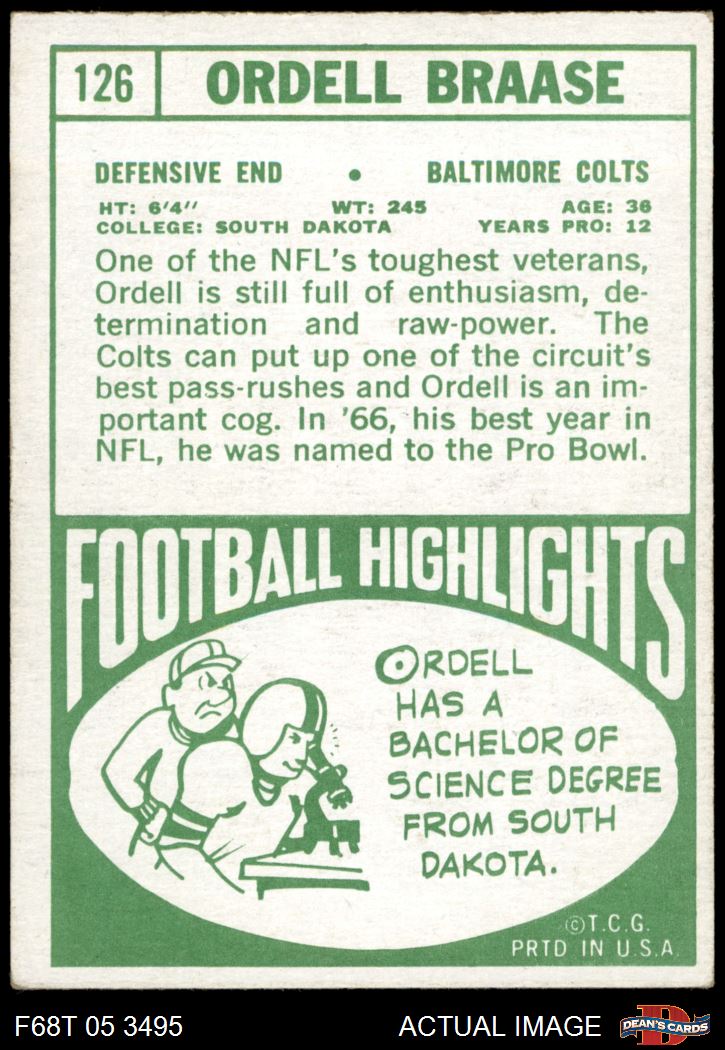 126 ORDELL BRAASE
DEFENSIVE END • BALTIMORE COLTS
HT: 6'4" WT: 245 AGE: 36
COLLEGE: SOUTH DAKOTA YEARS PRO: 12
One of the NFL's toughest veterans,
Ordell is still full of enthusiasm, de-
termination and raw-power. The
Colts can put up one of the circuit's
best pass-rushes and Ordell is an im-
portant cog. In '66, his best year in
NFL, he was named to the Pro Bowl.
FOOTBALL HIGHLIGHTS
ORDELL
HAS A
BACHELOR OF
SCIENCE DEGREE
FROM SOUTH
DAKOTA.
©T.C.G.
PRTD IN U.S.A.
F68T 05 3495 ACTUAL IMAGE D DEAN'S CARDS